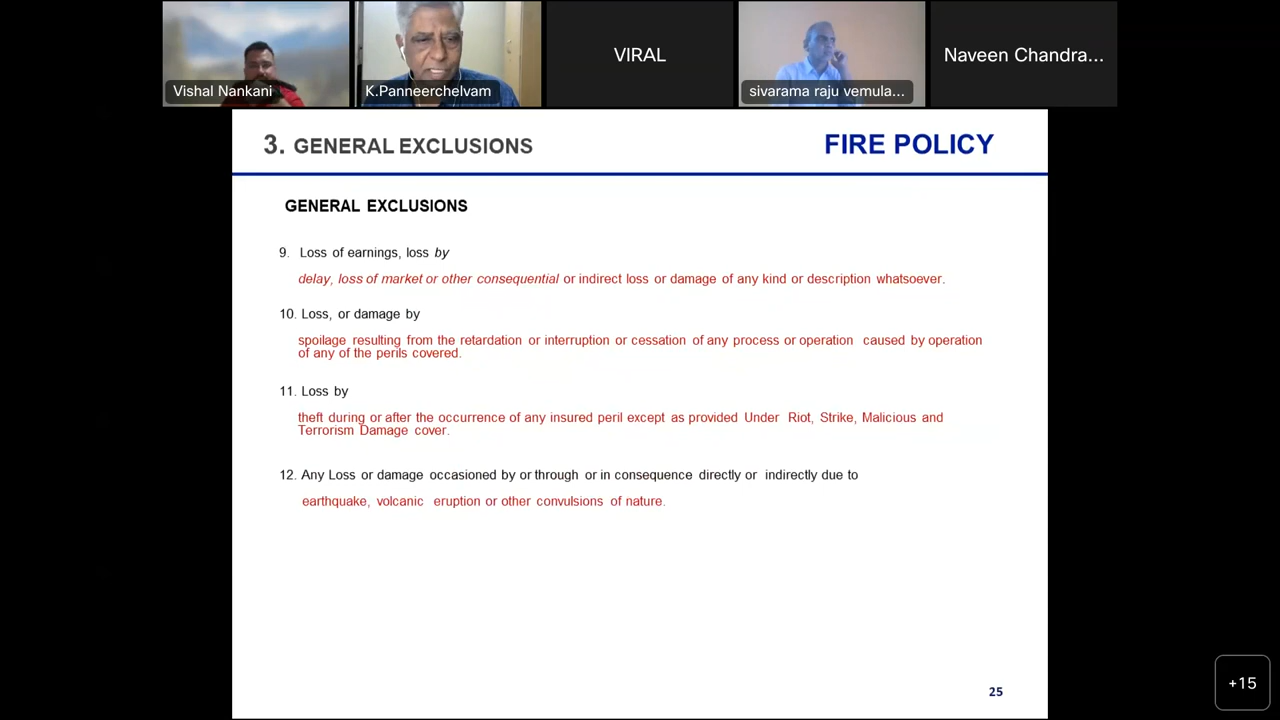 Vishal Nankani
K.Panneerchelvam
VIRAL
sivarama raju vemula...
Naveen Chandra...
3. GENERAL EXCLUSIONS
FIRE POLICY
GENERAL EXCLUSIONS
9. Loss of earnings, loss by
delay, loss of market or other consequential or indirect loss or damage of any kind or description whatsoever.
10. Loss, or damage by
spoilage resulting from the retardation or interruption or cessation of any process or operation caused by operation
of any of the perils covered.
11. Loss by
theft during or after the occurrence of any insured peril except as provided Under Riot, Strike, Malicious and
Terrorism Damage cover.
12. Any Loss or damage occasioned by or through or in consequence directly or indirectly due to
earthquake, volcanic eruption or other convulsions of nature.
25
+15